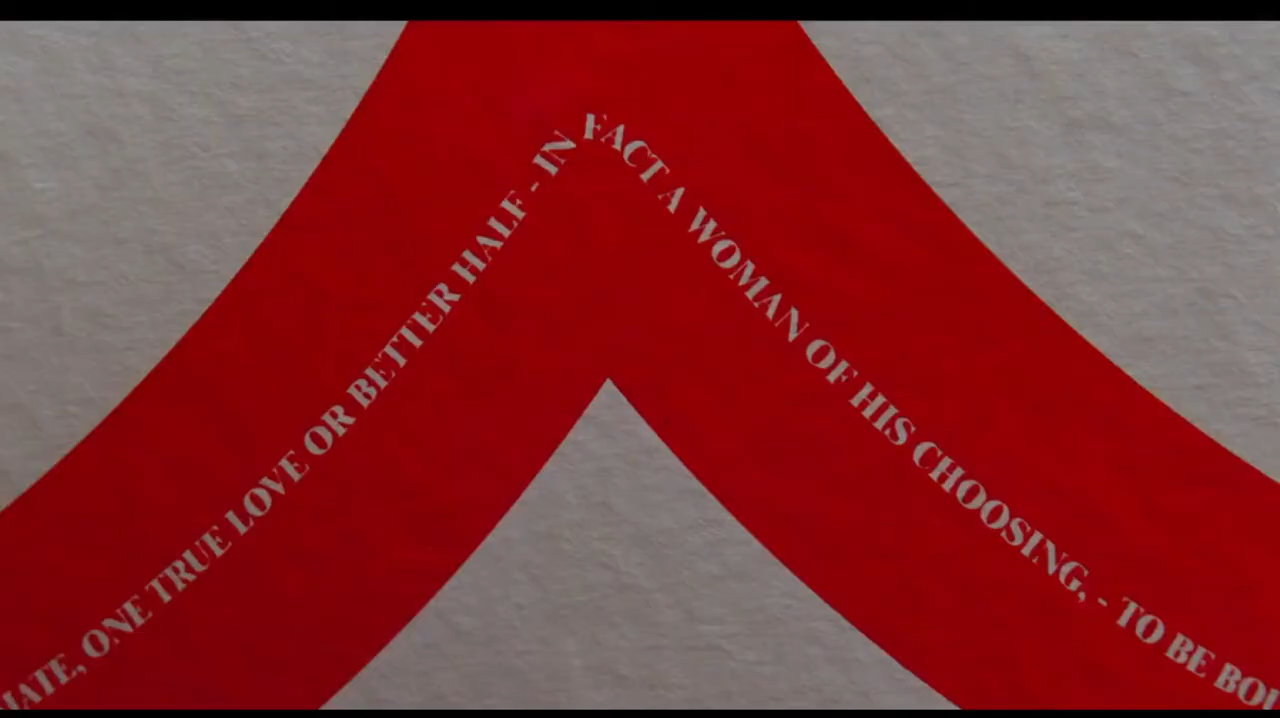 ONE TRUE LOVE OR BETTER HALF - IN FACT A WOMAN OF HIS CHOOSING, - TO BE